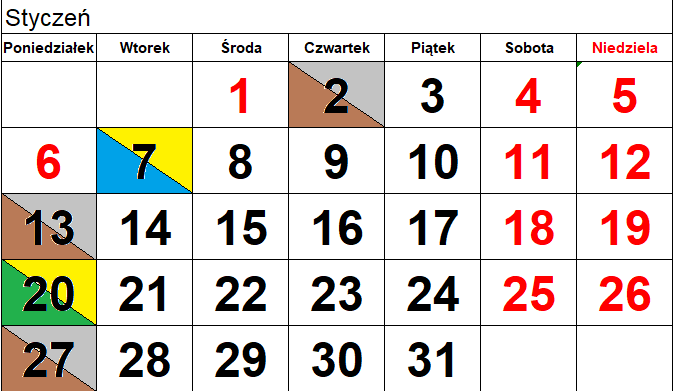 Styczeń
Poniedziałek Wtorek Środa Czwartek Piątek Sobota Niedziela
1 2 3 4 5
6 7 8 9 10 11 12
13 14 15 16 17 18 19
20 21 22 23 24 25 26
27 28 29 30 31